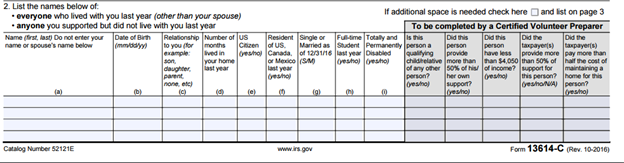 2. List the names below of:
• everyone who lived with you last year (other than your spouse)
• anyone you supported but did not live with you last year
If additional space is needed check here and list on page 3
To be completed by a Certified Volunteer Preparer
Name (first, last) Do not enter your
name or spouse's name below
(a)
Date of Birth
(mm/dd/yy)
(b)
Relationship
to you (for
example:
son,
daughter,
parent,
none, etc)
(c)
Number of
months
lived in
your home
last year
(d)
US
Citizen
(yes/no)
(e)
Resident
of US,
Canada,
or Mexico
last year
(yes/no)
(f)
Single or
Married as
of 12/31/16
(S/M)
(g)
Full-time
Student
last year
(yes/no)
(h)
Totally and
Permanently
Disabled
(yes/no)
(i)
Is this
person a
qualifying
child/relative
of any other
person?
(yes/no)
Did this
person
provide
more than
50% of his/
her own
support?
(yes/no)
Did this
person
have less
than $4,050
of income?
(yes/no)
Did the
taxpayer(s)
provide more
than 50% of
support for
this person?
(yes/no/N/A)
Did the
taxpayer(s)
pay more than
half the cost of
maintaining a
home for this
person?
(yes/no)
Catalog Number 52121E
www.irs.gov
Form 13614-C (Rev. 10-2016)